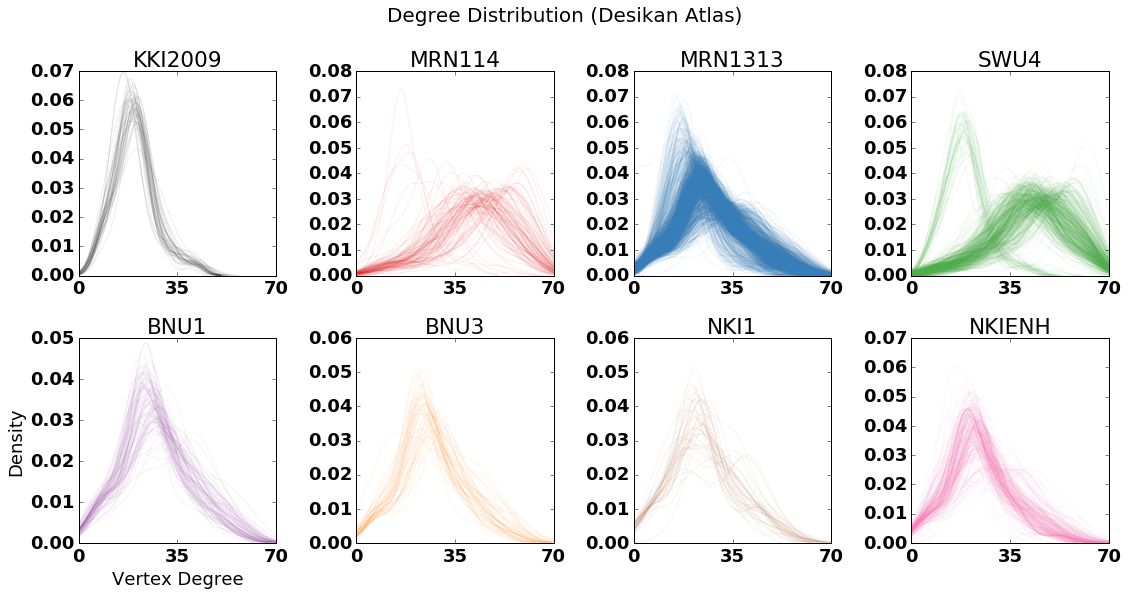 Degree Distribution (Desikan Atlas)
KKI2009 MRN114 MRN1313 SWU4
0.07 0.08 0.08 0.08
0.06 0.07 0.07 0.07
0.05 0.06 0.06 0.06
0.04 0.05 0.05 0.05
0.03 0.04 0.04 0.04
0.02 0.03 0.03 0.03
0.01 0.02 0.02 0.02
0.00 0.01 0.01 0.01
0.00 0.00 0.00
0 35 70 0 35 70 0 35 70 0 35 70
BNU1 BNU3 NKI1 NKIENH
0.05 0.06 0.06 0.07
0.04 0.05 0.05 0.06
0.03 0.04 0.04 0.05
0.02 0.03 0.03 0.04
0.01 0.02 0.02 0.03
0.00 0.01 0.01 0.02
0.00 0.00 0.01
0.00
0 35 70 0 35 70 0 35 70 0 35 70
Density
Vertex Degree